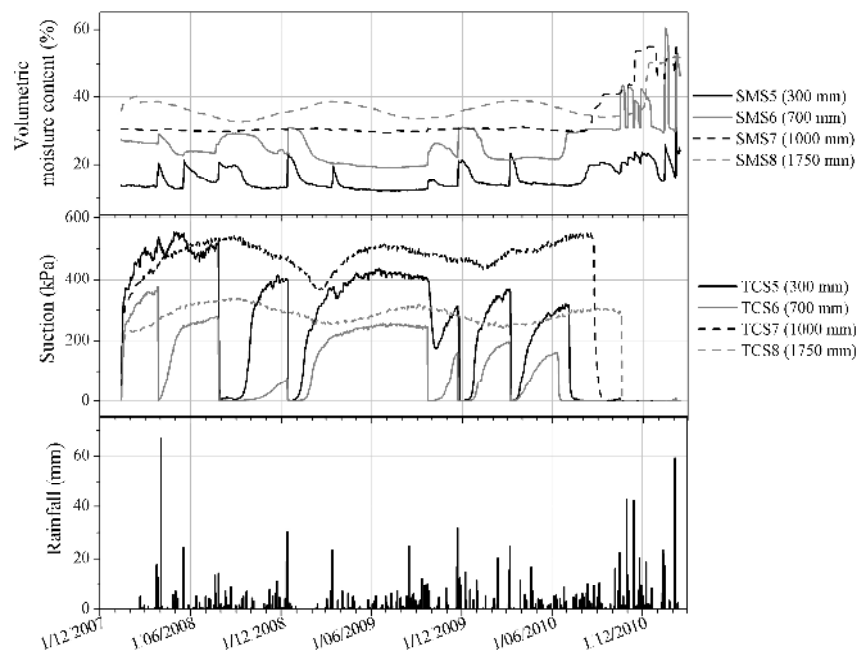 Volumetric
moisture content (%)
60
40
20
SMS5 (300 mm)
SMS6 (700 mm)
SMS7 (1000 mm)
SMS8 (1750 mm)
Suction (kPa)
600
400
200
0
TCS5 (300 mm)
TCS6 (700 mm)
TCS7 (1000 mm)
TCS8 (1750 mm)
Rainfall (mm)
60
40
20
0
1/12/2007
1/06/2008
1/12/2008
1/06/2009
1/12/2009
1/06/2010
1/12/2010